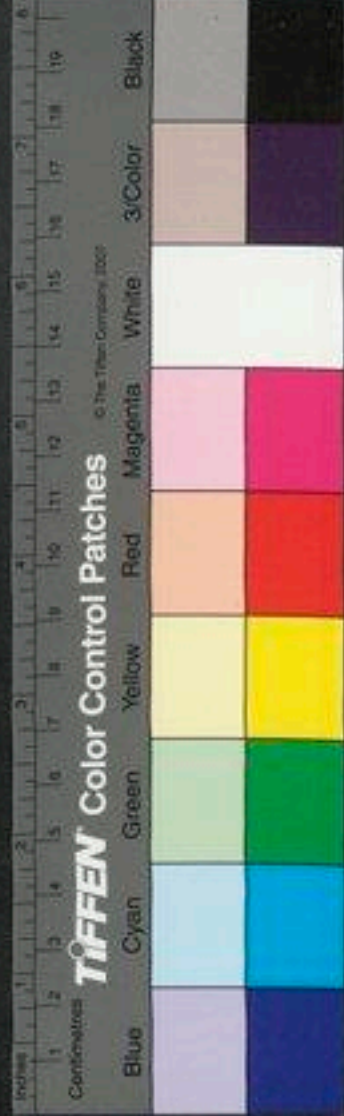 Inches 1 2 3 4 5 6 7 8
Centimetres 1 2 3 4 5 6 7 8 9 10 11 12 13 14 15 16 17 18 19
TIFFEN® Color Control Patches © The Tiffen Company, 2007
Blue Cyan Green Yellow Red Magenta White 3/Color Black